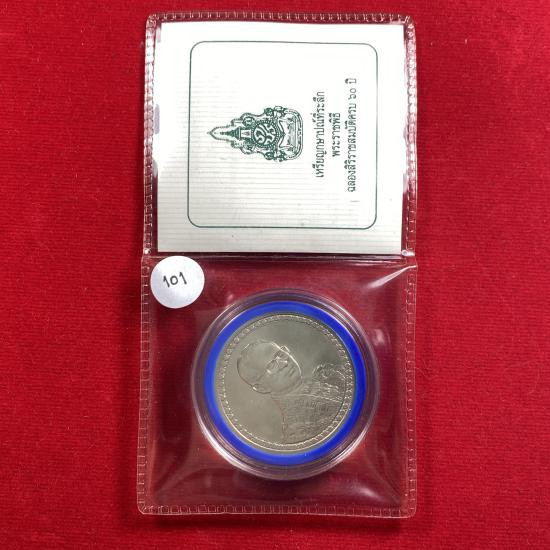 เหรียญกษาปณ์ที่ระลึก
พระราชพิธี
ฉลองสิริราชสมบัติครบ ๖๐ ปี
101